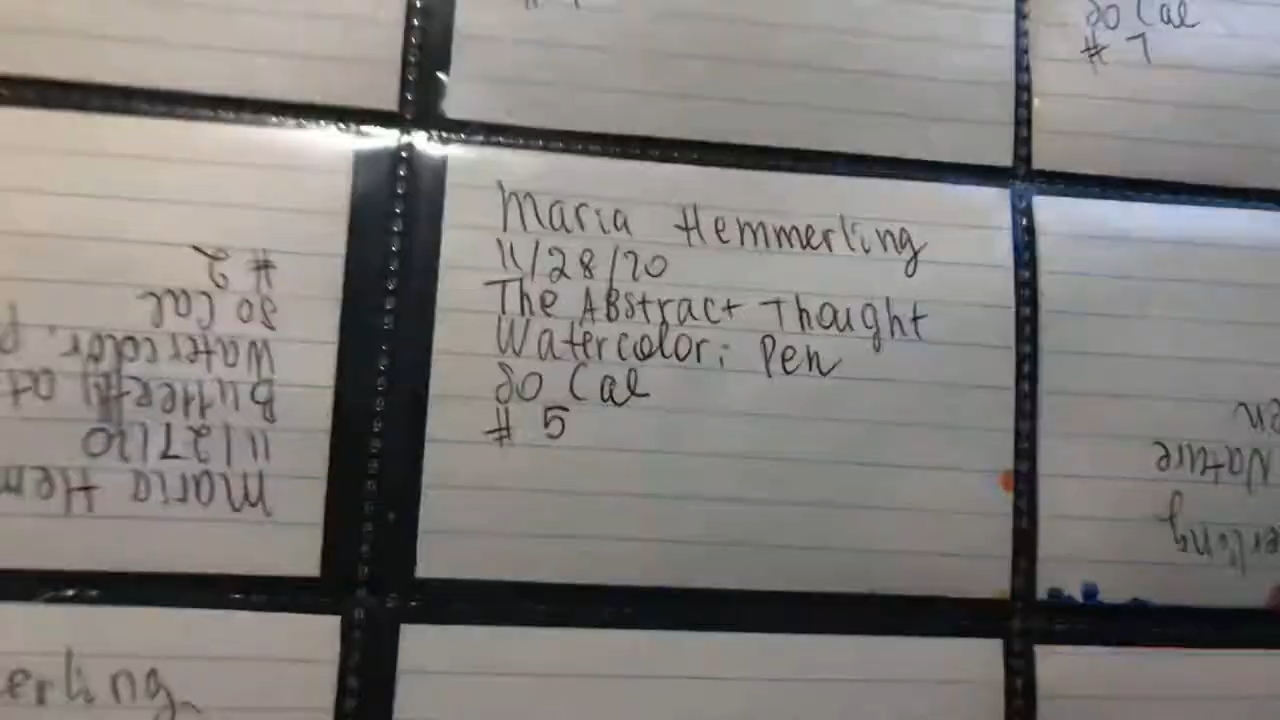 So Cal
# 7
Maria Hemmerling
11/28/20
The Abstract Thought
Watercolor; Pen
So Cal
# 5
Maria Hem
11/27/20
Butterfly
Watercolor, P
So Cal
# 2
erling
Nature
en
erling